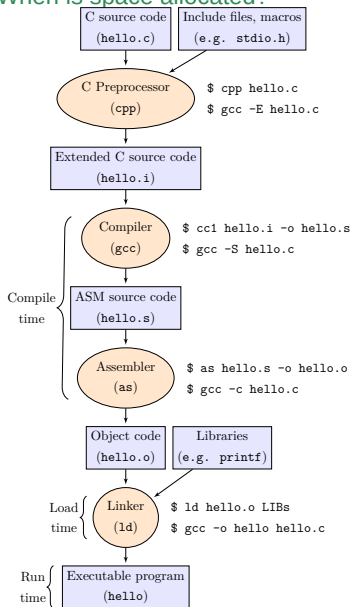 When is space allocated?
C source code
(hello.c)
Include files, macros
(e.g. stdio.h)
C Preprocessor
(cpp)
$ cpp hello.c
$ gcc -E hello.c
Extended C source code
(hello.i)
Compiler
(gcc)
$ cc1 hello.i -o hello.s
$ gcc -S hello.c
Compile
time
ASM source code
(hello.s)
Assembler
(as)
$ as hello.s -o hello.o
$ gcc -c hello.c
Object code
(hello.o)
Libraries
(e.g. printf)
Load
time
Linker
(ld)
$ ld hello.o LIBs
$ gcc -o hello hello.c
Run
time
Executable program
(hello)